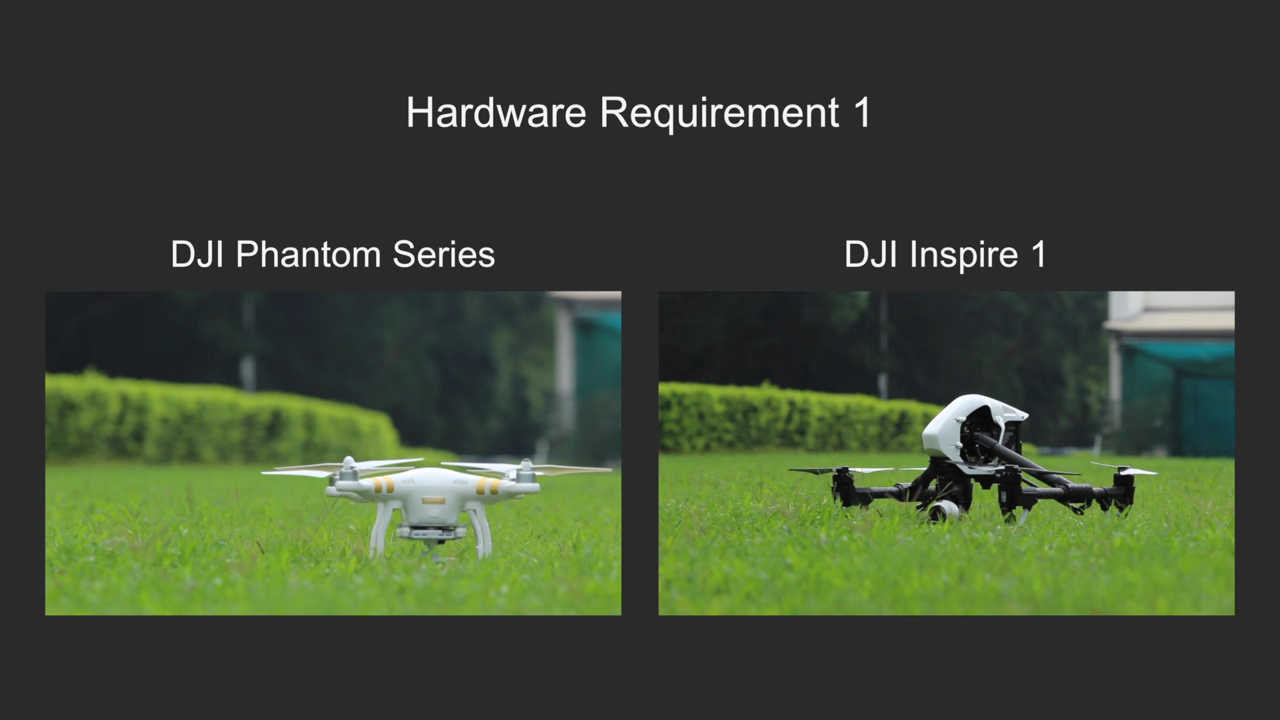 Hardware Requirement 1
DJI Phantom Series
DJI Inspire 1